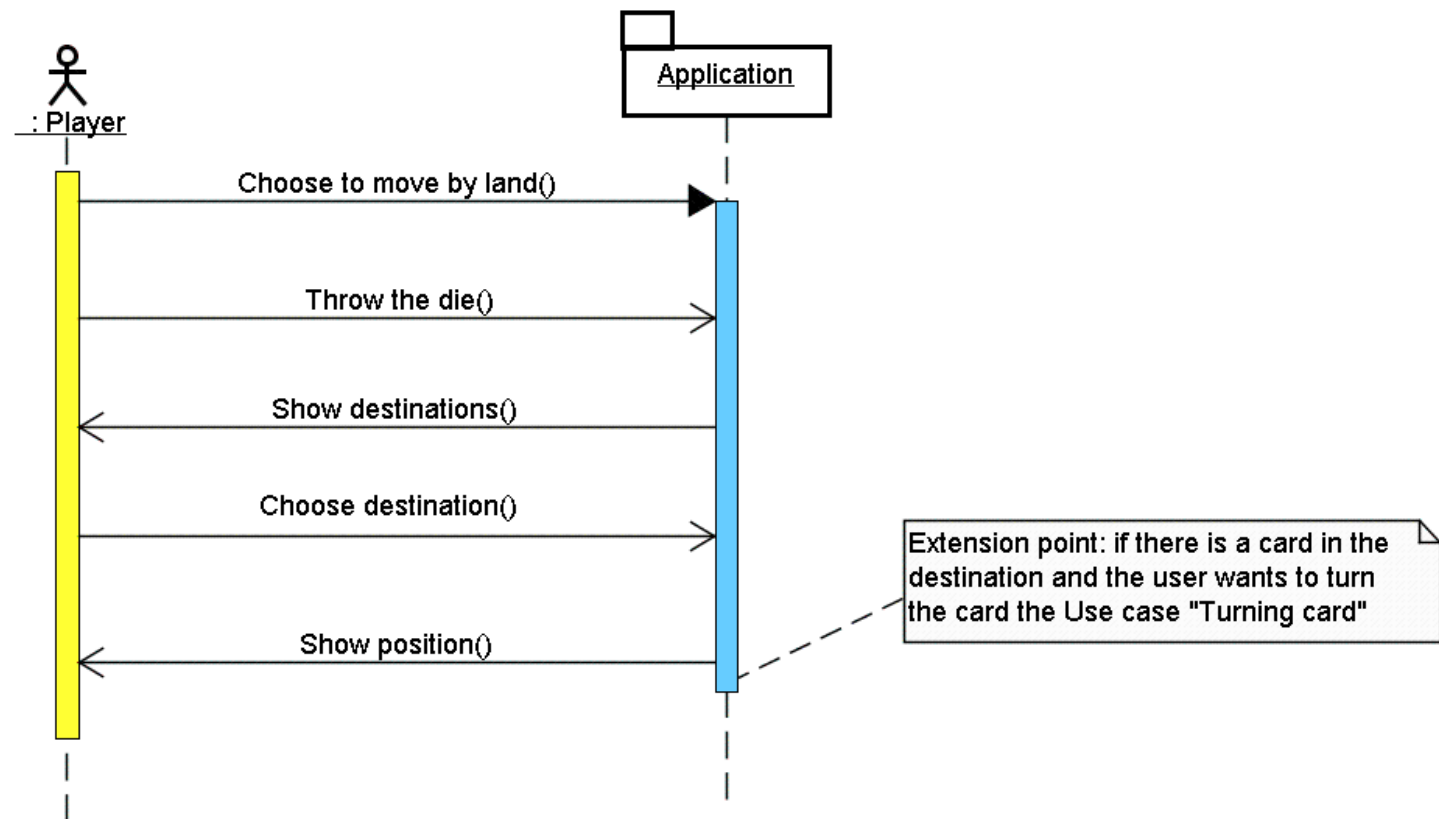 Application
: Player
Choose to move by land()
Throw the die()
Show destinations()
Choose destination()
Extension point: if there is a card in the
destination and the user wants to turn
the card the Use case "Turning card"
Show position()